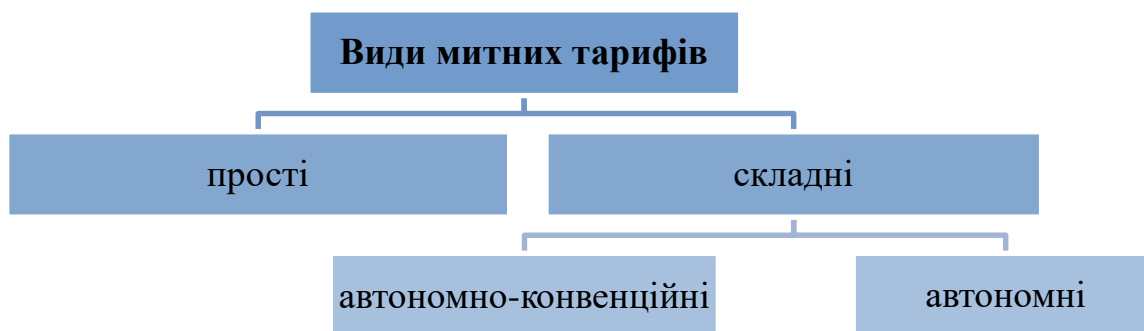 Види митних тарифів
прості
складні
автономно-конвенційні
автономні